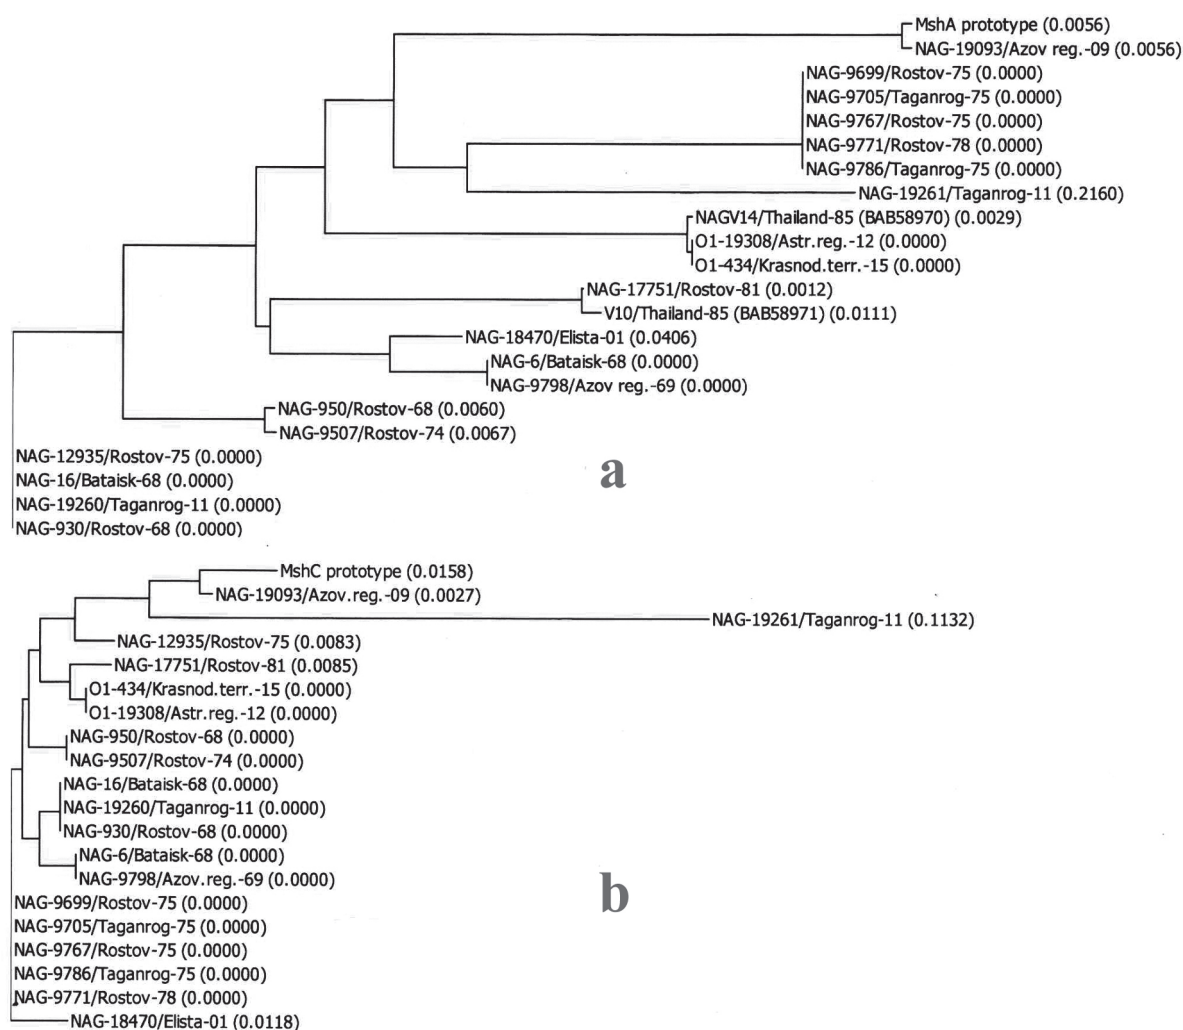 MshA prototype (0.0056)
NAG-19093/Azov reg.-09 (0.0056)
NAG-9699/Rostov-75 (0.0000)
NAG-9705/Taganrog-75 (0.0000)
NAG-9767/Rostov-75 (0.0000)
NAG-9771/Rostov-78 (0.0000)
NAG-9786/Taganrog-75 (0.0000)
NAG-19261/Taganrog-11 (0.2160)
NAGV14/Thailand-85 (BAB58970) (0.0029)
O1-19308/Astr.reg.-12 (0.0000)
O1-434/Krasnod.terr.-15 (0.0000)
NAG-17751/Rostov-81 (0.0012)
V10/Thailand-85 (BAB58971) (0.0111)
NAG-18470/Elista-01 (0.0406)
NAG-6/Bataisk-68 (0.0000)
NAG-9798/Azov reg.-69 (0.0000)
NAG-950/Rostov-68 (0.0060)
NAG-9507/Rostov-74 (0.0067)
NAG-12935/Rostov-75 (0.0000)
NAG-16/Bataisk-68 (0.0000)
NAG-19260/Taganrog-11 (0.0000)
NAG-930/Rostov-68 (0.0000)
a
MshC prototype (0.0158)
NAG-19093/Azov.reg.-09 (0.0027)
NAG-19261/Taganrog-11 (0.1132)
NAG-12935/Rostov-75 (0.0083)
NAG-17751/Rostov-81 (0.0085)
O1-434/Krasnod.terr.-15 (0.0000)
O1-19308/Astr.reg.-12 (0.0000)
NAG-950/Rostov-68 (0.0000)
NAG-9507/Rostov-74 (0.0000)
NAG-16/Bataisk-68 (0.0000)
NAG-19260/Taganrog-11 (0.0000)
NAG-930/Rostov-68 (0.0000)
NAG-6/Bataisk-68 (0.0000)
NAG-9798/Azov.reg.-69 (0.0000)
NAG-9699/Rostov-75 (0.0000)
NAG-9705/Taganrog-75 (0.0000)
NAG-9767/Rostov-75 (0.0000)
NAG-9786/Taganrog-75 (0.0000)
NAG-9771/Rostov-78 (0.0000)
NAG-18470/Elista-01 (0.0118)
b